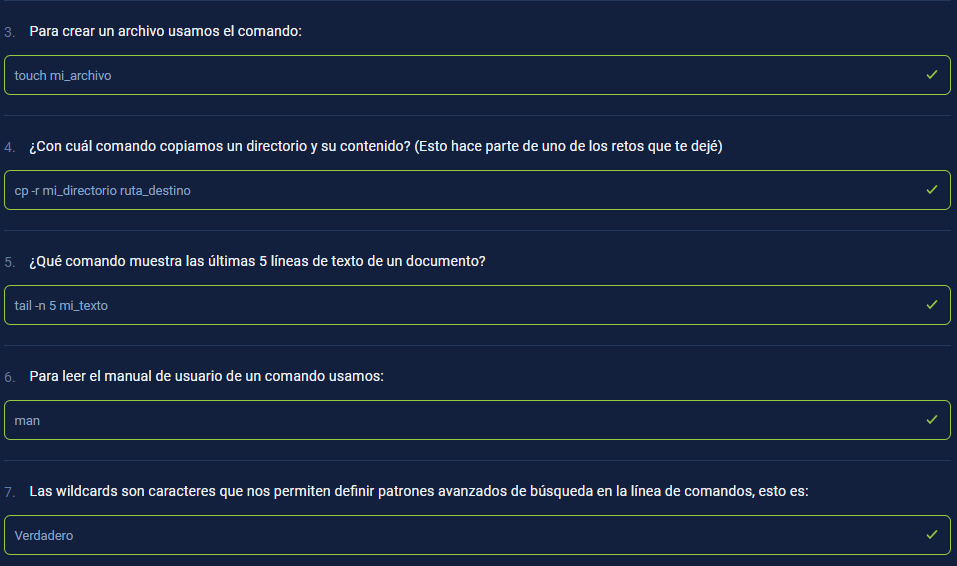 3. Para crear un archivo usamos el comando:
touch mi_archivo
4. ¿Con cuál comando copiamos un directorio y su contenido? (Esto hace parte de uno de los retos que te dejé)
cp -r mi_directorio ruta_destino
5. ¿Qué comando muestra las últimas 5 líneas de texto de un documento?
tail -n 5 mi_texto
6. Para leer el manual de usuario de un comando usamos:
man
7. Las wildcards son caracteres que nos permiten definir patrones avanzados de búsqueda en la línea de comandos, esto es:
Verdadero